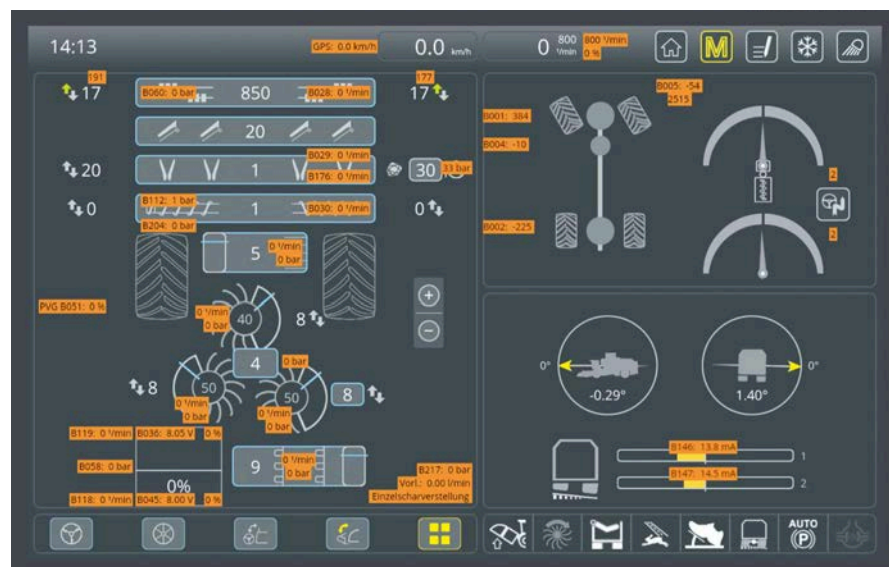 14:13
GPS: 0.0 km/h
0.0 km/h
0 800 1/min
800 1/min
0 %
M
191
17
B060: 0 bar
850
B028: 0 1/min
177
17
20
20
1
B029: 0 1/min
B176: 0 1/min
30
33 bar
0
B112: 1 bar
B204: 0 bar
1
B030: 0 1/min
0
5
0 1/min
0 bar
PVG B051: 0 %
0 1/min
0 bar
40
8
4
0 bar
8
50
0 1/min
0 bar
50
0 1/min
0 bar
8
B119: 0 1/min
B036: 8.05 V
0 %
B058: 0 bar
0%
B118: 0 1/min
B045: 8.00 V
0 %
9
0 1/min
0 bar
B217: 0 bar
Vorl.: 0.00 l/min
Einzelscharverstellung
B001: 384
B004: -10
B002: -225
B005: -54
2515
2
2
0°
-0.29°
1.40°
0°
B146: 13.8 mA
1
B147: 14.5 mA
2
AUTO
P